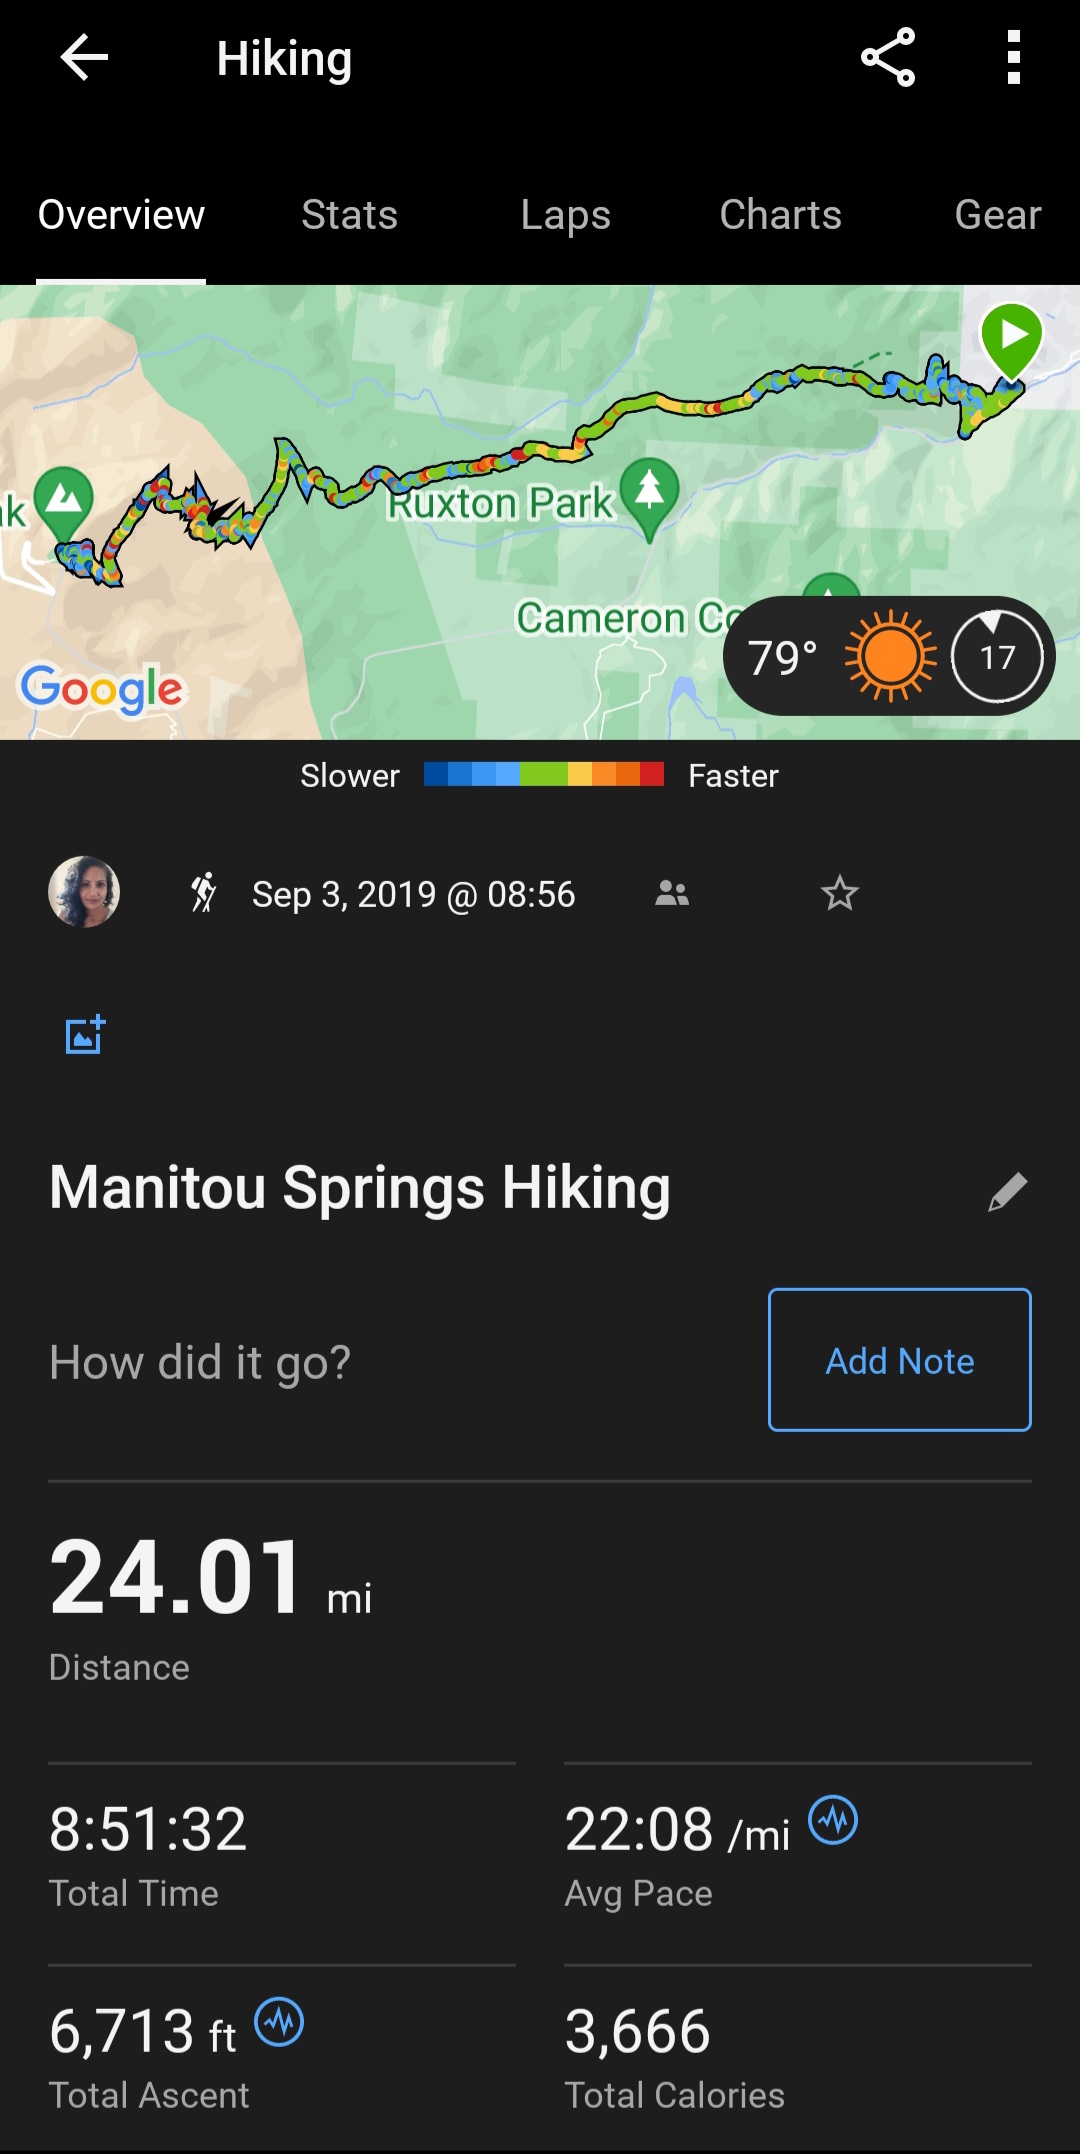 Hiking
Overview Stats Laps Charts Gear
Ruxton Park
Cameron Co
79° 17
Google
Slower Faster
Sep 3, 2019 @ 08:56
Manitou Springs Hiking
How did it go?
Add Note
24.01 mi
Distance
8:51:32
Total Time
22:08 /mi
Avg Pace
6,713 ft
Total Ascent
3,666
Total Calories